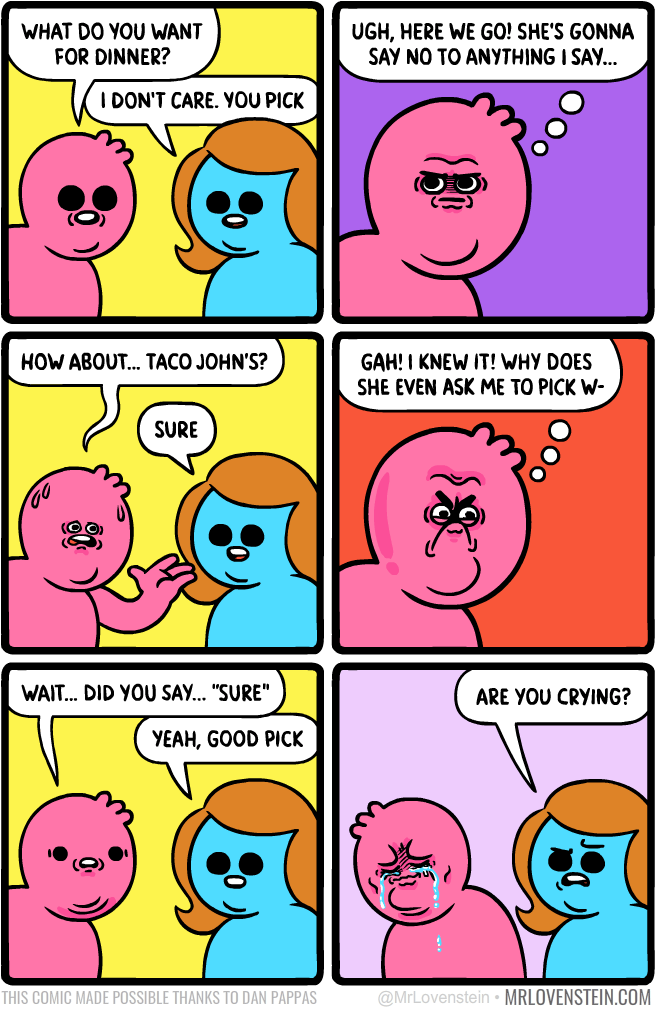 WHAT DO YOU WANT
FOR DINNER?
I DON'T CARE. YOU PICK
UGH, HERE WE GO! SHE'S GONNA
SAY NO TO ANYTHING I SAY...
HOW ABOUT... TACO JOHN'S?
SURE
GAH! I KNEW IT! WHY DOES
SHE EVEN ASK ME TO PICK W-
WAIT... DID YOU SAY... "SURE"
YEAH, GOOD PICK
ARE YOU CRYING?
THIS COMIC MADE POSSIBLE THANKS TO DAN PAPPAS
@MrLovenstein • MRLOVENSTEIN.COM